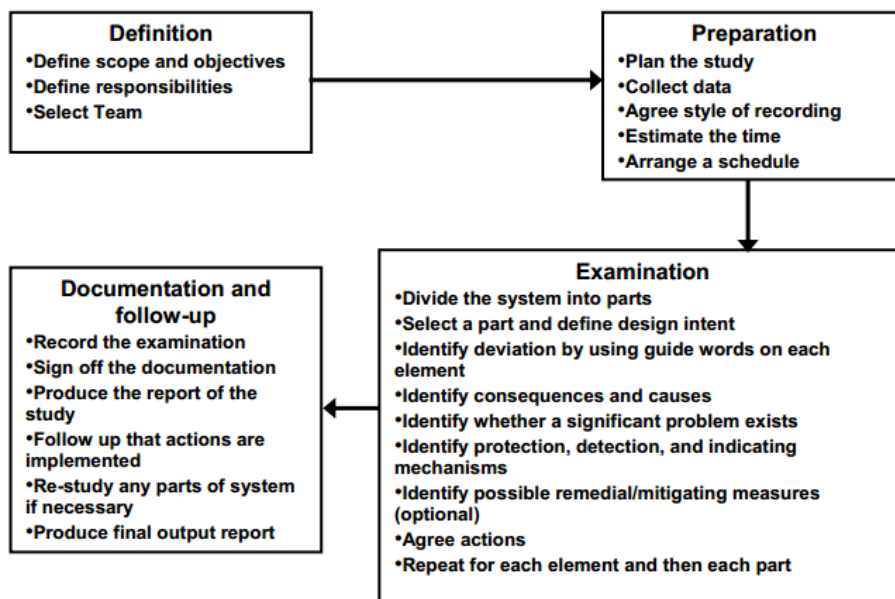 Definition
•Define scope and objectives
•Define responsibilities
•Select Team
Preparation
•Plan the study
•Collect data
•Agree style of recording
•Estimate the time
•Arrange a schedule
Examination
•Divide the system into parts
•Select a part and define design intent
•Identify deviation by using guide words on each
element
•Identify consequences and causes
•Identify whether a significant problem exists
•Identify protection, detection, and indicating
mechanisms
•Identify possible remedial/mitigating measures
(optional)
•Agree actions
•Repeat for each element and then each part
Documentation and
follow-up
•Record the examination
•Sign off the documentation
•Produce the report of the
study
•Follow up that actions are
implemented
•Re-study any parts of system
if necessary
•Produce final output report